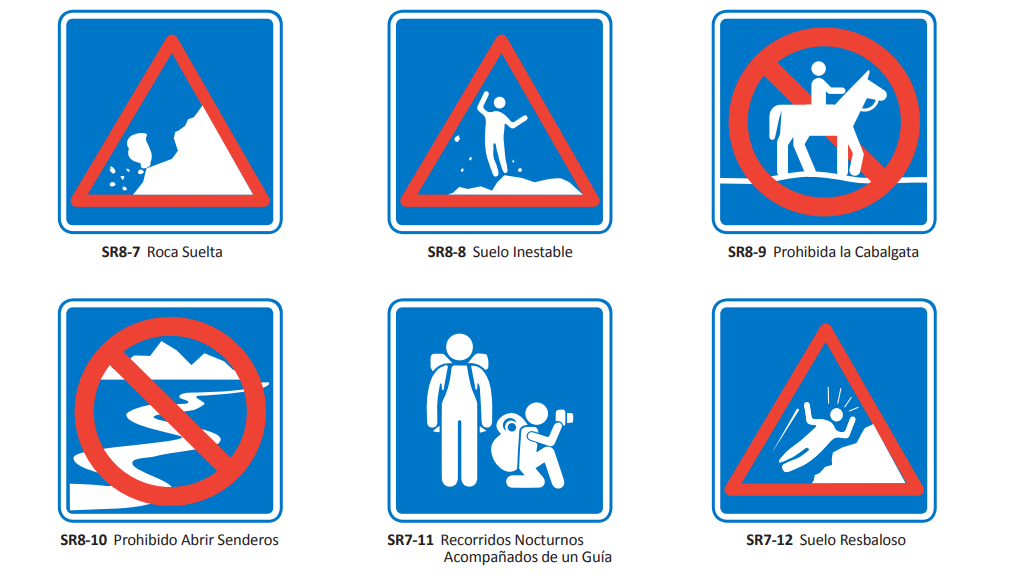 SR8-7 Roca Suelta
SR8-8 Suelo Inestable
SR8-9 Prohibida la Cabalgata
SR8-10 Prohibido Abrir Senderos
SR7-11 Recorridos Nocturnos
Acompañados de un Guía
SR7-12 Suelo Resbaloso